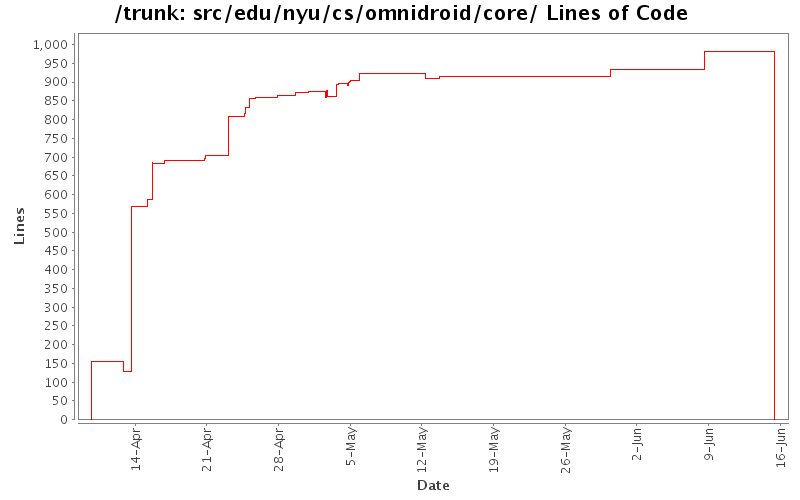 /trunk: src/edu/nyu/cs/omnidroid/core/ Lines of Code
1,000
950
900
850
800
750
700
650
600
550
500
450
400
350
300
250
200
150
100
50
0
Lines
14-Apr
21-Apr
28-Apr
5-May
12-May
19-May
26-May
2-Jun
9-Jun
16-Jun
Date